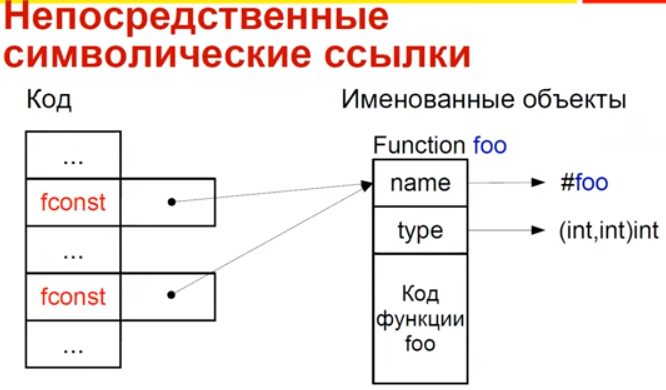 Непосредственные
символические ссылки
Код
Именованные объекты
...
fconst
...
fconst
...
Function foo
name
#foo
type
(int,int)int
Код
функции
foo